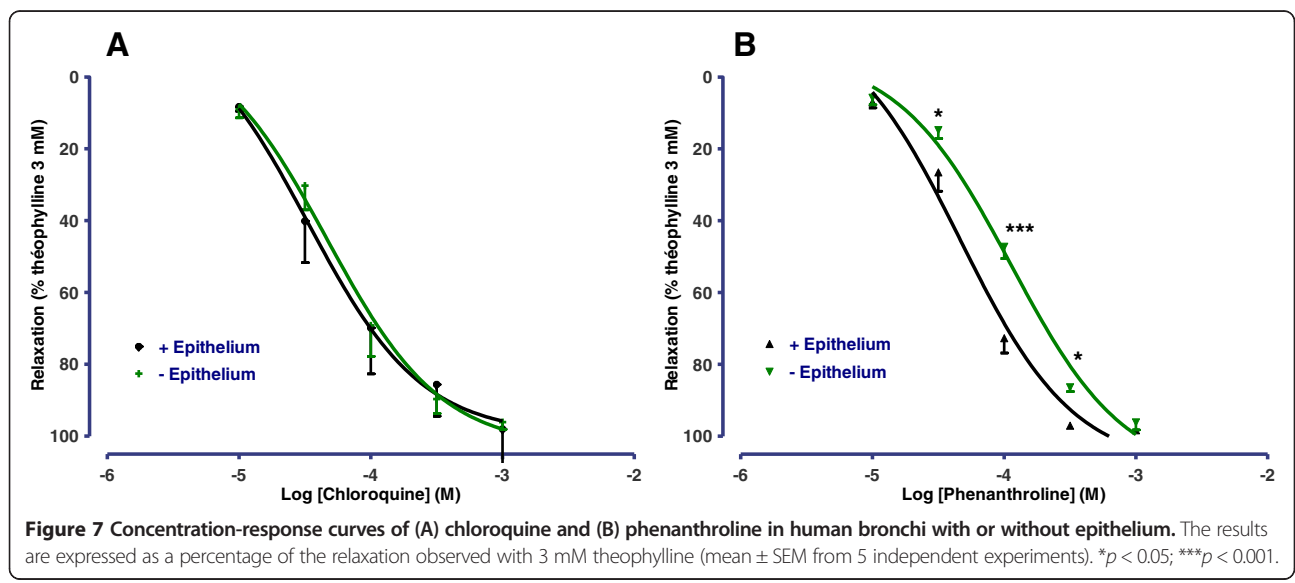 A
B
0
20
40
60
80
100
Relaxation (% théophylline 3 mM)
+ Epithelium
- Epithelium
-6
-5
-4
-3
-2
Log [Chloroquine] (M)
0
20
40
60
80
100
Relaxation (% théophylline 3 mM)
*
***
*
+ Epithelium
- Epithelium
-6
-5
-4
-3
-2
Log [Phenanthroline] (M)
Figure 7 Concentration-response curves of (A) chloroquine and (B) phenanthroline in human bronchi with or without epithelium. The results
are expressed as a percentage of the relaxation observed with 3 mM theophylline (mean ± SEM from 5 independent experiments). *p < 0.05; ***p < 0.001.